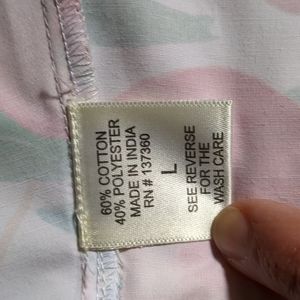 60% COTTON
40% POLYESTER
MADE IN INDIA
RN # 137360
L
SEE REVERSE
FOR THE
WASH CARE